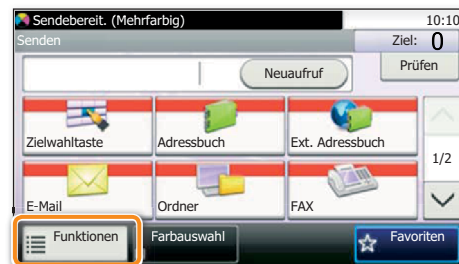 Sendebereit. (Mehrfarbig) 10:10
Senden Ziel: 0
Neuaufruf Prüfen
Zielwahltaste Adressbuch Ext. Adressbuch
1/2
E-Mail Ordner FAX
Funktionen Farbauswahl Favoriten